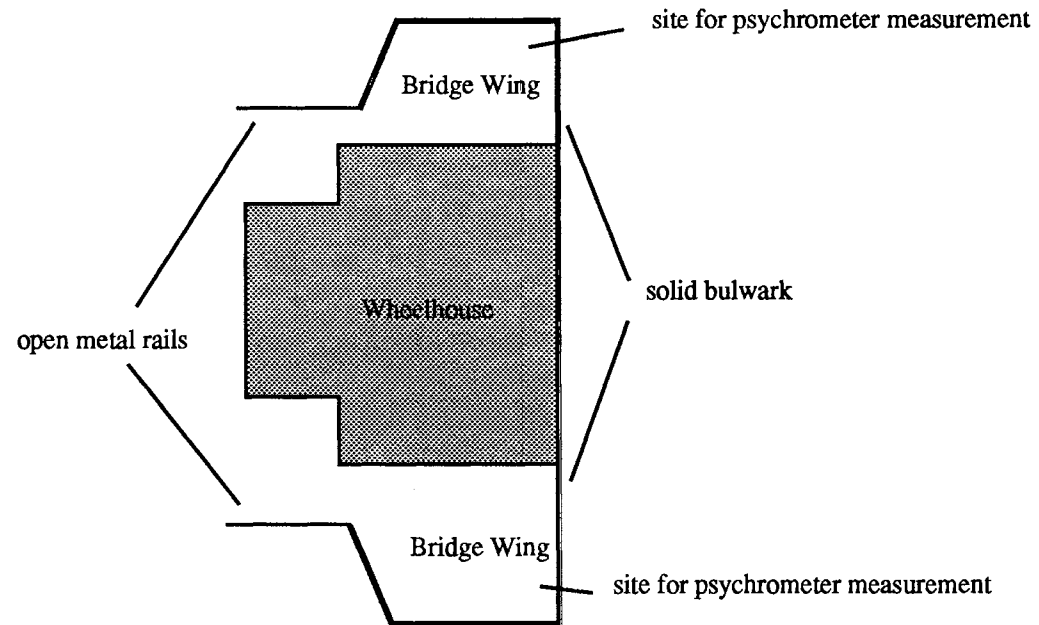 site for psychrometer measurement
Bridge Wing
solid bulwark
Wheelhouse
open metal rails
Bridge Wing
site for psychrometer measurement